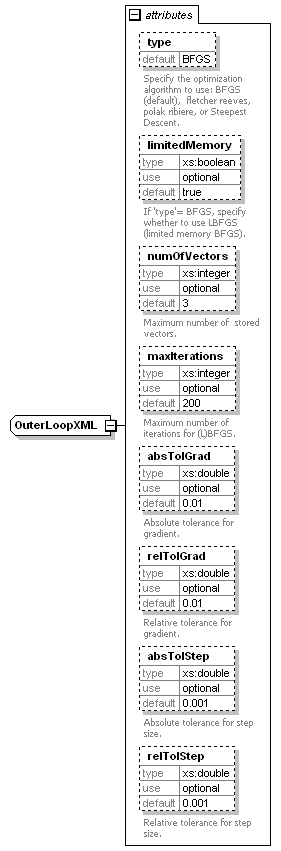 attributes
type
default BFGS
Specify the optimization
algorithm to use: BFGS
(default), fletcher reeves,
polak ribiere, or Steepest
Descent.
limitedMemory
type xs:boolean
use optional
default true
If 'type'= BFGS, specify
whether to use LBFGS
(limited memory BFGS).
numOfVectors
type xs:integer
use optional
default 3
Maximum number of stored
vectors.
maxIterations
type xs:integer
use optional
default 200
OuterLoopXML
Maximum number of
iterations for (L)BFGS.
absTolGrad
type xs:double
use optional
default 0.01
Absolute tolerance for
gradient.
relTolGrad
type xs:double
use optional
default 0.01
Relative tolerance for
gradient.
absTolStep
type xs:double
use optional
default 0.001
Absolute tolerance for step
size.
relTolStep
type xs:double
use optional
default 0.001
Relative tolerance for step
size.